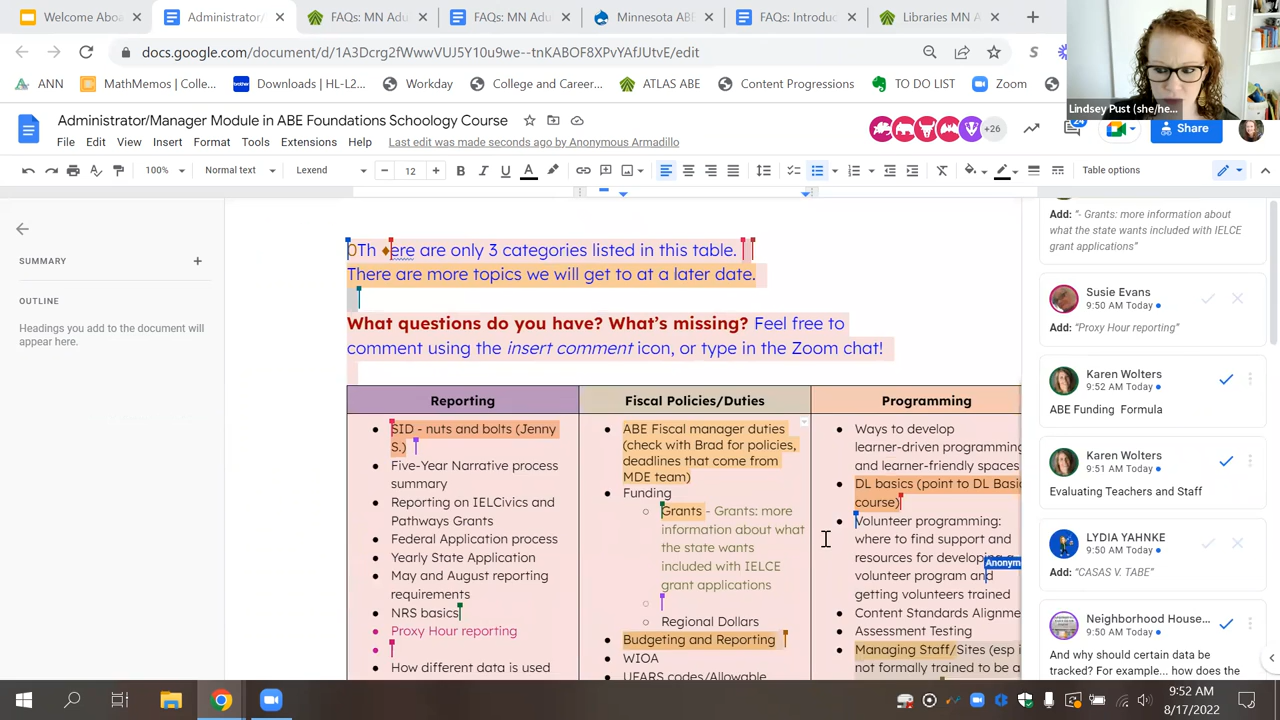 Welcome Aboa
Administrator/
FAQs: MN Adu
FAQs: MN Adu
Minnesota ABE
FAQs: Introduc
Libraries MN A
docs.google.com/document/d/1A3Dcrg2fWwwVUJ5Y10u9we--tnKABOF8XPvYAfJUtvE/edit
ANN
MathMemos | Colle...
Downloads | HL-L2...
Workday
College and Career...
ATLAS ABE
Content Progressions
TO DO LIST
Zoom
Lindsey Pust (she/he...
Administrator/Manager Module in ABE Foundations Schnology Course
+26
24
Share
File Edit View Insert Format Tools Extensions Help
Last edit was made seconds ago by Anonymous Armadillo
100%
Normal text
Lexend
12
Table options
SUMMARY
OUTLINE
Headings you add to the document will
appear here.
0Th ♦ere are only 3 categories listed in this table.
There are more topics we will get to at a later date.
What questions do you have? What's missing? Feel free to
comment using the insert comment icon, or type in the Zoom chat!
Reporting
SID - nuts and bolts (Jenny
S.)
Five-Year Narrative process
summary
Reporting on IELCivics and
Pathways Grants
Federal Application process
Yearly State Application
May and August reporting
requirements
NRS basics
Proxy Hour reporting
How different data is used
Fiscal Policies/Duties
ABE Fiscal manager duties
(check with Brad for policies,
deadlines that come from
MDE team)
Funding
Grants - Grants: more
information about what
the state wants
included with IELCE
grant applications
Regional Dollars
Budgeting and Reporting
WIOA
UFARS codes/Allowable
Programming
Ways to develop
learner-driven programming
and learner-friendly spaces
DL basics (point to DL Basic
course)
Volunteer programming:
where to find support and
resources for developing a
volunteer program and
getting volunteers trained
Anonym
Content Standards Alignme
Assessment Testing
Managing Staff/Sites (esp i
not formally trained to be a
Add: "- Grants: more information about
what the state wants included with IELCE
grant applications"
Susie Evans
9:50 AM Today
Add: "Proxy Hour reporting"
Karen Wolters
9:52 AM Today
ABE Funding Formula
Karen Wolters
9:51 AM Today
Evaluating Teachers and Staff
LYDIA YAHNKE
9:50 AM Today
Add: "CASAS V. TABE"
Neighborhood House...
9:50 AM Today
And why should certain data be
tracked? For example... how does the
9:52 AM
8/17/2022